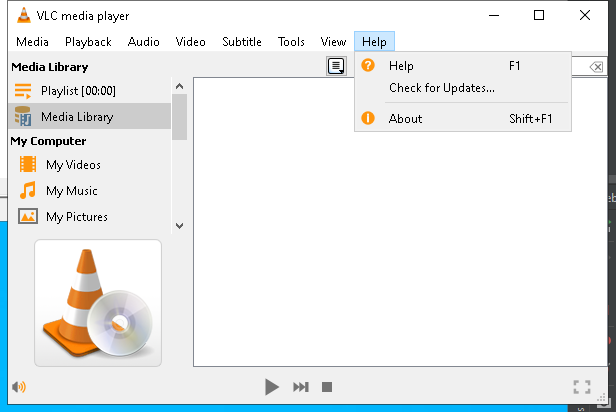 VLC media player
Media Playback Audio Video Subtitle Tools View Help
Media Library
Playlist [00:00]
Media Library
My Computer
My Videos
My Music
My Pictures
Help F1
Check for Updates...
About Shift+F1